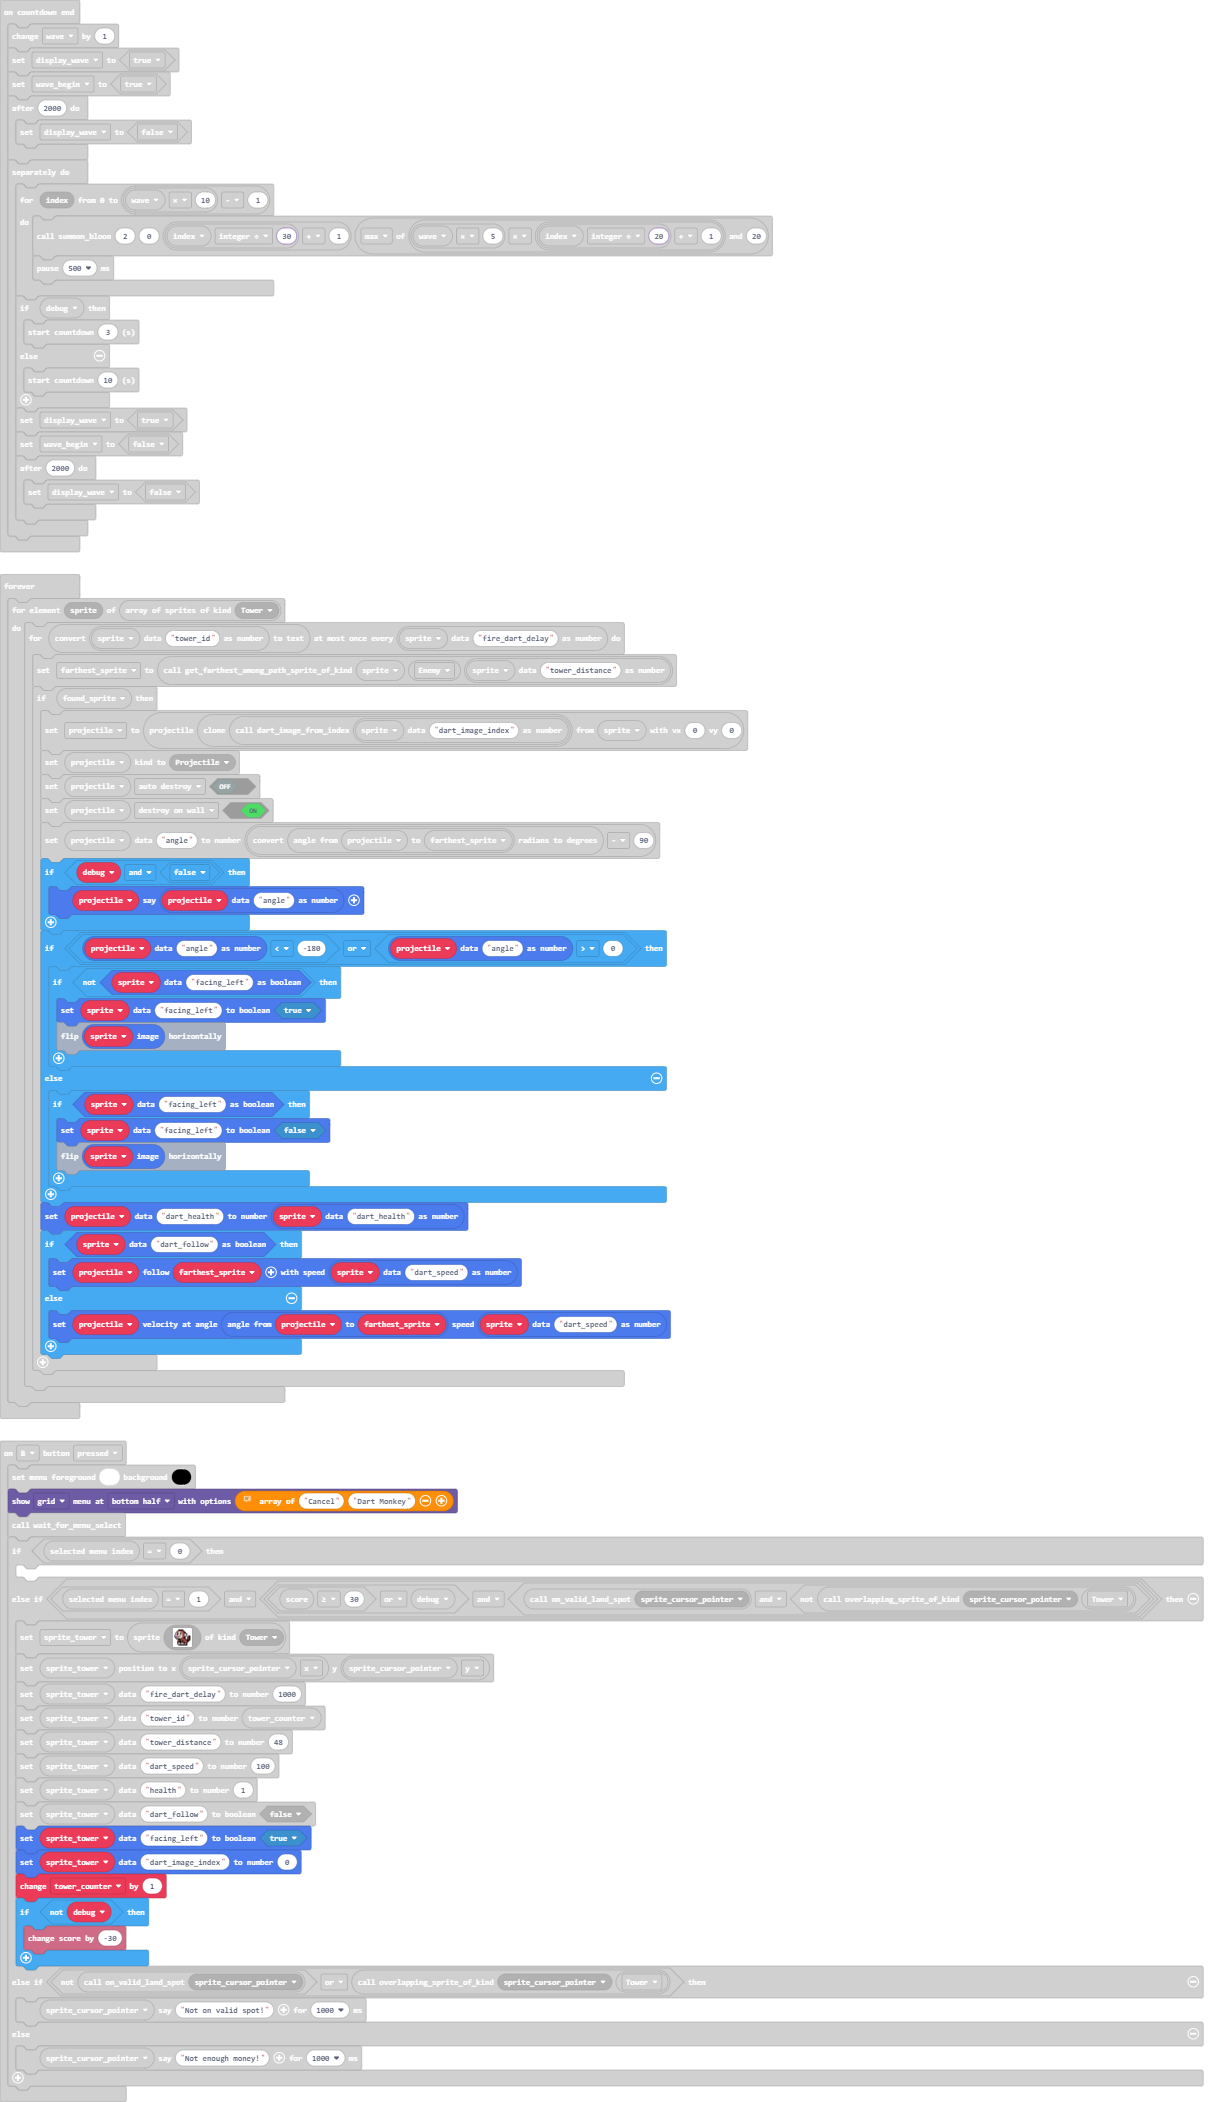 on countdown end
change wave by 1
set display_wave to true
set wave_begin to true
after 2000 do
set display_wave to false
separately do
for index from 0 to wave × 10 - 1
do
call summon_bloon 2 0 index integer ÷ 30 + 1 max of wave × 5 × index integer ÷ 20 + 1 and 20
pause 500 ms
if debug then
start countdown 3 (s)
else
start countdown 10 (s)
set display_wave to true
set wave_begin to false
after 2000 do
set display_wave to false
forever
for element sprite of array of sprites of kind Tower
do
for convert sprite data "tower_id" as number to text at most once every sprite data "fire_dart_delay" as number do
set farthest_sprite to call get_farthest_among_path_sprite_of_kind sprite Enemy sprite data "tower_distance" as number
if found_sprite then
set projectile to projectile clone call dart_image_from_index sprite data "dart_image_index" as number from sprite with vx 0 vy 0
set projectile kind to Projectile
set projectile auto destroy OFF
set projectile destroy on wall ON
set projectile data "angle" to number convert angle from projectile to farthest_sprite radians to degrees - 90
if debug and false then
projectile say projectile data "angle" as number
if projectile data "angle" as number < -180 or projectile data "angle" as number > 0 then
if not sprite data "facing_left" as boolean then
set sprite data "facing_left" to boolean true
flip sprite image horizontally
else
if sprite data "facing_left" as boolean then
set sprite data "facing_left" to boolean false
flip sprite image horizontally
set projectile data "dart_health" to number sprite data "dart_health" as number
if sprite data "dart_follow" as boolean then
set projectile follow farthest_sprite with speed sprite data "dart_speed" as number
else
set projectile velocity at angle angle from projectile to farthest_sprite speed sprite data "dart_speed" as number
on B button pressed
set menu foreground background
show grid menu at bottom half with options array of "Cancel" "Dart Monkey"
call wait_for_menu_select
if selected menu index = 0 then
else if selected menu index = 1 and score ≥ 30 or debug and call on_valid_land_spot sprite_cursor_pointer and not call overlapping_sprite_of_kind sprite_cursor_pointer Tower then
set sprite_tower to sprite of kind Tower
set sprite_tower position to x sprite_cursor_pointer x y sprite_cursor_pointer y
set sprite_tower data "fire_dart_delay" to number 1000
set sprite_tower data "tower_id" to number tower_counter
set sprite_tower data "tower_distance" to number 48
set sprite_tower data "dart_speed" to number 100
set sprite_tower data "health" to number 1
set sprite_tower data "dart_follow" to boolean false
set sprite_tower data "facing_left" to boolean true
set sprite_tower data "dart_image_index" to number 0
change tower_counter by 1
if not debug then
change score by -30
else if not call on_valid_land_spot sprite_cursor_pointer or call overlapping_sprite_of_kind sprite_cursor_pointer Tower then
sprite_cursor_pointer say "Not on valid spot!" for 1000 ms
else
sprite_cursor_pointer say "Not enough money!" for 1000 ms